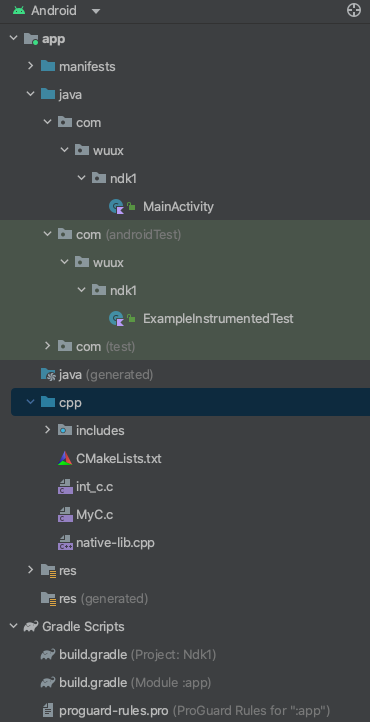 Android
app
manifests
java
com
wuux
ndk1
MainActivity
com (androidTest)
wuux
ndk1
ExampleInstrumentedTest
com (test)
java (generated)
cpp
includes
CMakeLists.txt
int_c.c
MyC.c
native-lib.cpp
res
res (generated)
Gradle Scripts
build.gradle (Project: Ndk1)
build.gradle (Module :app)
proguard-rules.pro (ProGuard Rules for ":app")